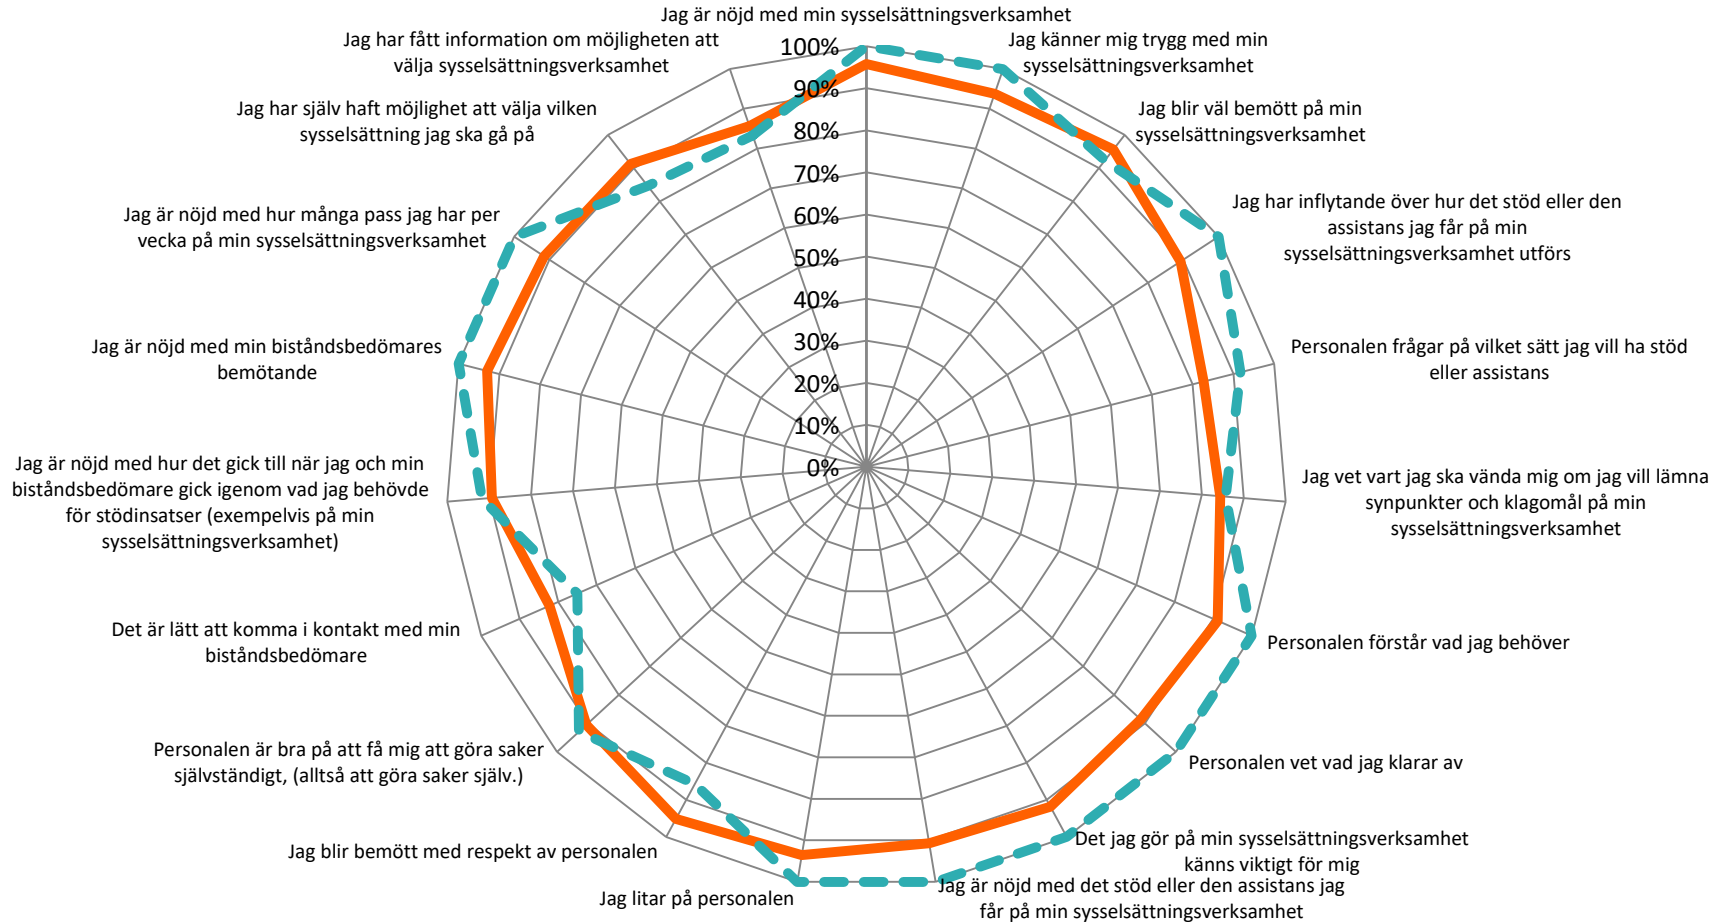 Jag är nöjd med min sysselsättningsverksamhet
Jag känner mig trygg med min
sysselsättningsverksamhet
Jag blir väl bemött på min
sysselsättningsverksamhet
Jag har inflytande över hur det stöd eller den
assistans jag får på min
sysselsättningsverksamhet utförs
Personalen frågar på vilket sätt jag vill ha stöd
eller assistans
Jag vet vart jag ska vända mig om jag vill lämna
synpunkter och klagomål på min
sysselsättningsverksamhet
Personalen förstår vad jag behöver
Personalen vet vad jag klarar av
Det jag gör på min sysselsättningsverksamhet
känns viktigt för mig
Jag är nöjd med det stöd eller den assistans jag
får på min sysselsättningsverksamhet
Jag litar på personalen
Jag blir bemött med respekt av personalen
Personalen är bra på att få mig att göra saker
självständigt, (alltså att göra saker själv.)
Det är lätt att komma i kontakt med min
biståndsbedömare
Jag är nöjd med hur det gick till när jag och min
biståndsbedömare gick igenom vad jag behövde
för stödinsatser (exempelvis på min
sysselsättningsverksamhet)
Jag är nöjd med min biståndsbedömares
bemötande
Jag är nöjd med hur många pass jag har per
vecka på min sysselsättningsverksamhet
Jag har själv haft möjlighet att välja vilken
sysselsättning jag ska gå på
Jag har fått information om möjligheten att
välja sysselsättningsverksamhet
100%
90%
80%
70%
60%
50%
40%
30%
20%
10%
0%